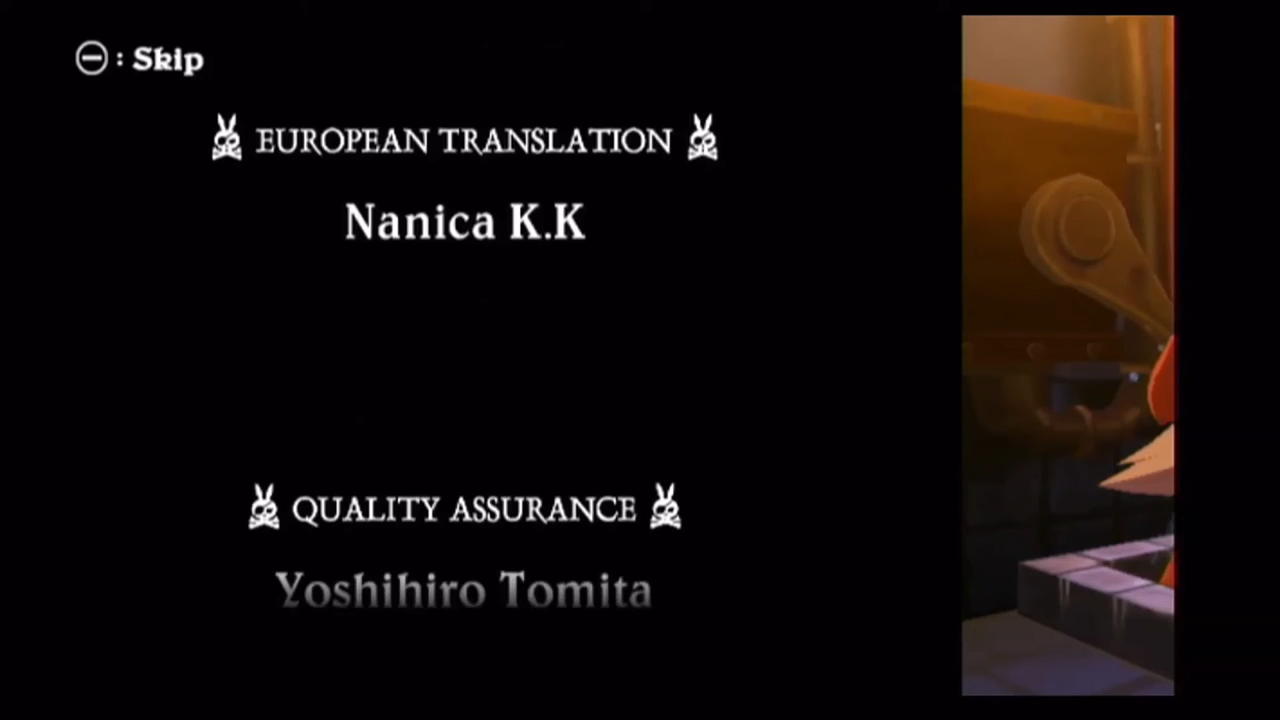 ⊖ : Skip
EUROPEAN TRANSLATION
Nanica K.K
QUALITY ASSURANCE
Yoshihiro Tomita